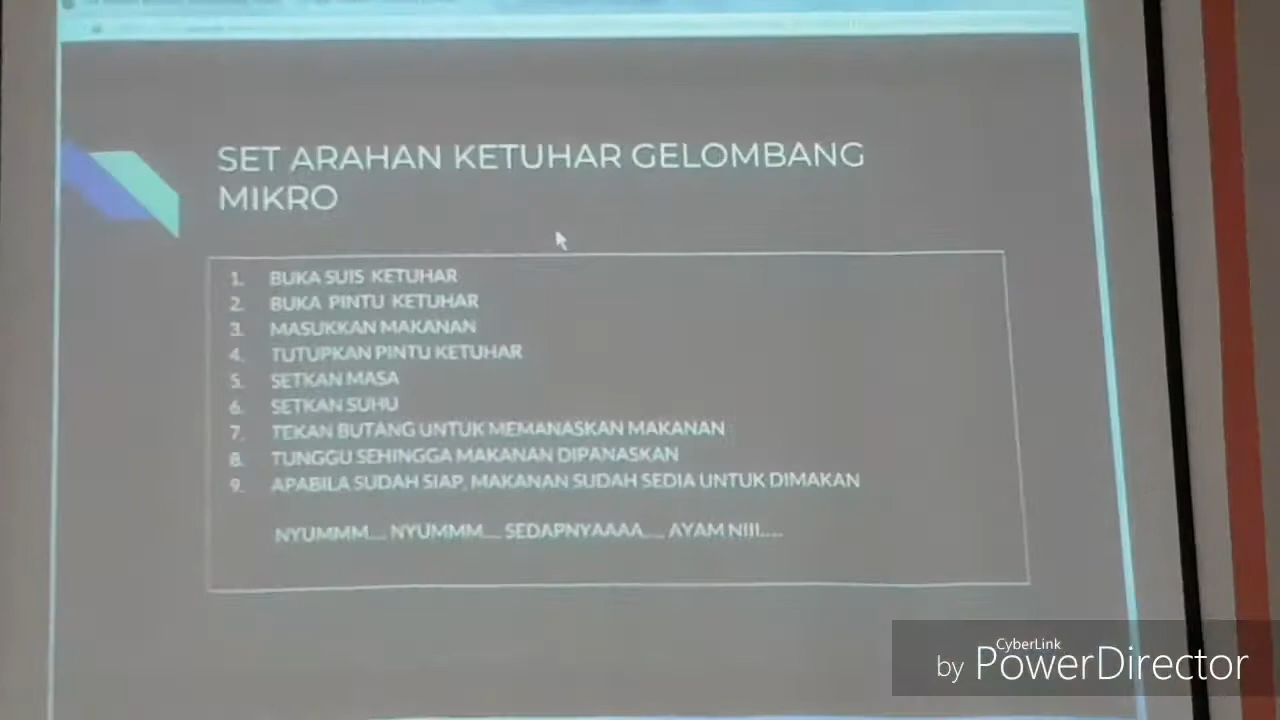 SET ARAHAN KETUHAR GELOMBANG
MIKRO
1. BUKA SUIS KETUHAR
2. BUKA PINTU KETUHAR
3. MASUKKAN MAKANAN
4. TUTUPKAN PINTU KETUHAR
5. SETKAN MASA
6. SETKAN SUHU
7. TEKAN BUTANG UNTUK MEMANASKAN MAKANAN
8. TUNGGU SEHINGGA MAKANAN DIPANASKAN
9. APABILA SUDAH SIAP, MAKANAN SUDAH SEDIA UNTUK DIMAKAN
NYUMMM.... NYUMMM.... SEDAPNYAAAA.... AYAM NIII.....
CyberLink
by PowerDirector